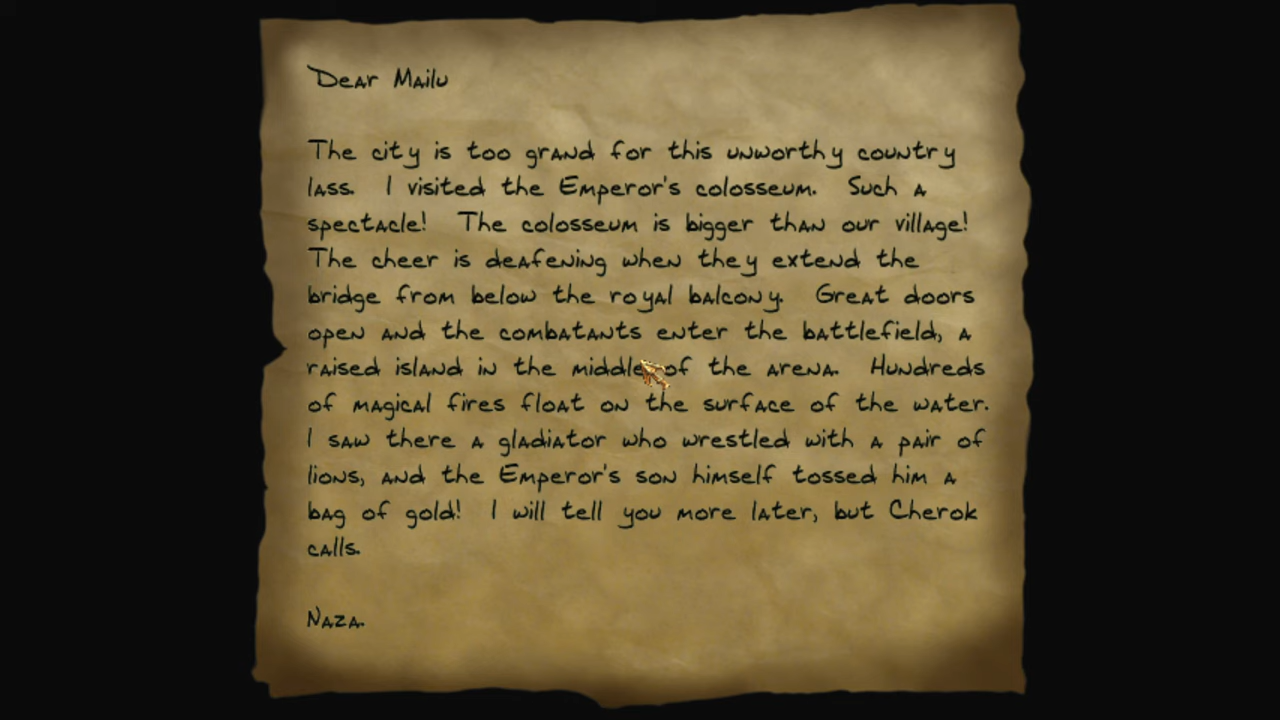 Dear Mailu
The city is too grand for this unworthy country
lass. I visited the Emperor's colosseum. Such a
spectacle! The colosseum is bigger than our village!
The cheer is deafening when they extend the
bridge from below the royal balcony. Great doors
open and the combatants enter the battlefield, a
raised island in the middle of the arena. Hundreds
of magical fires float on the surface of the water.
I saw there a gladiator who wrestled with a pair of
lions, and the Emperor's son himself tossed him a
bag of gold! I will tell you more later, but Cherok
calls.
Naza.